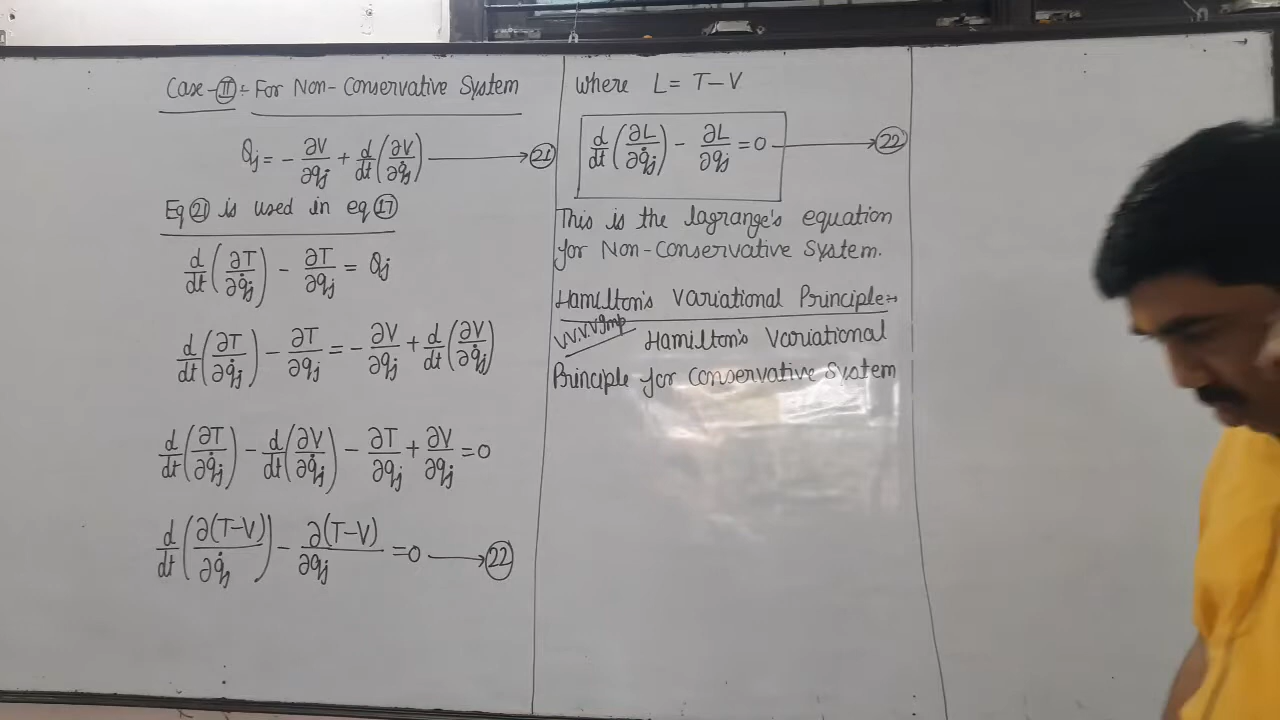 Case-II:- For Non-Conservative System
Qj = - ∂V/∂qj + d/dt(∂V/∂q̇j) → 21
Eq 21 is used in eq 17
d/dt(∂T/∂q̇j) - ∂T/∂qj = Qj
d/dt(∂T/∂q̇j) - ∂T/∂qj = - ∂V/∂qj + d/dt(∂V/∂q̇j)
d/dt(∂T/∂q̇j) - d/dt(∂V/∂q̇j) - ∂T/∂qj + ∂V/∂qj = 0
d/dt(∂(T-V)/∂q̇j) - ∂(T-V)/∂qj = 0 → 22
Where L = T-V
d/dt(∂L/∂q̇j) - ∂L/∂qj = 0 → 22
This is the lagrange's equation
for Non-Conservative System.
Hamilton's Variational Principle:-
VV.V.V Imp Hamilton's Variational
Principle for Conservative System